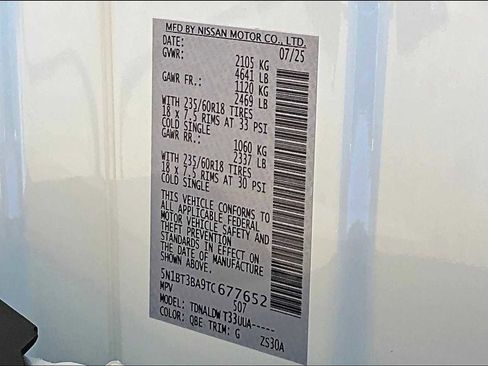 MFD BY NISSAN MOTOR CO., LTD.
DATE: 07/25
GVWR: 2105 KG
4641 LB
GAWR FR.: 1120 KG
2469 LB
WITH 235/60R18 TIRES
18 x 7.5 RIMS AT 33 PSI
COLD SINGLE
GAWR RR.: 1060 KG
2337 LB
WITH 235/60R18 TIRES
18 x 7.5 RIMS AT 30 PSI
COLD SINGLE
THIS VEHICLE CONFORMS TO
ALL APPLICABLE FEDERAL
MOTOR VEHICLE SAFETY AND
THEFT PREVENTION
STANDARDS IN EFFECT ON
THE DATE OF MANUFACTURE
SHOWN ABOVE.
5N1BT3BA9TC677652
MPV 507
MODEL: TDNALDW T33UUA-----
COLOR: QBE TRIM: G ZS30A